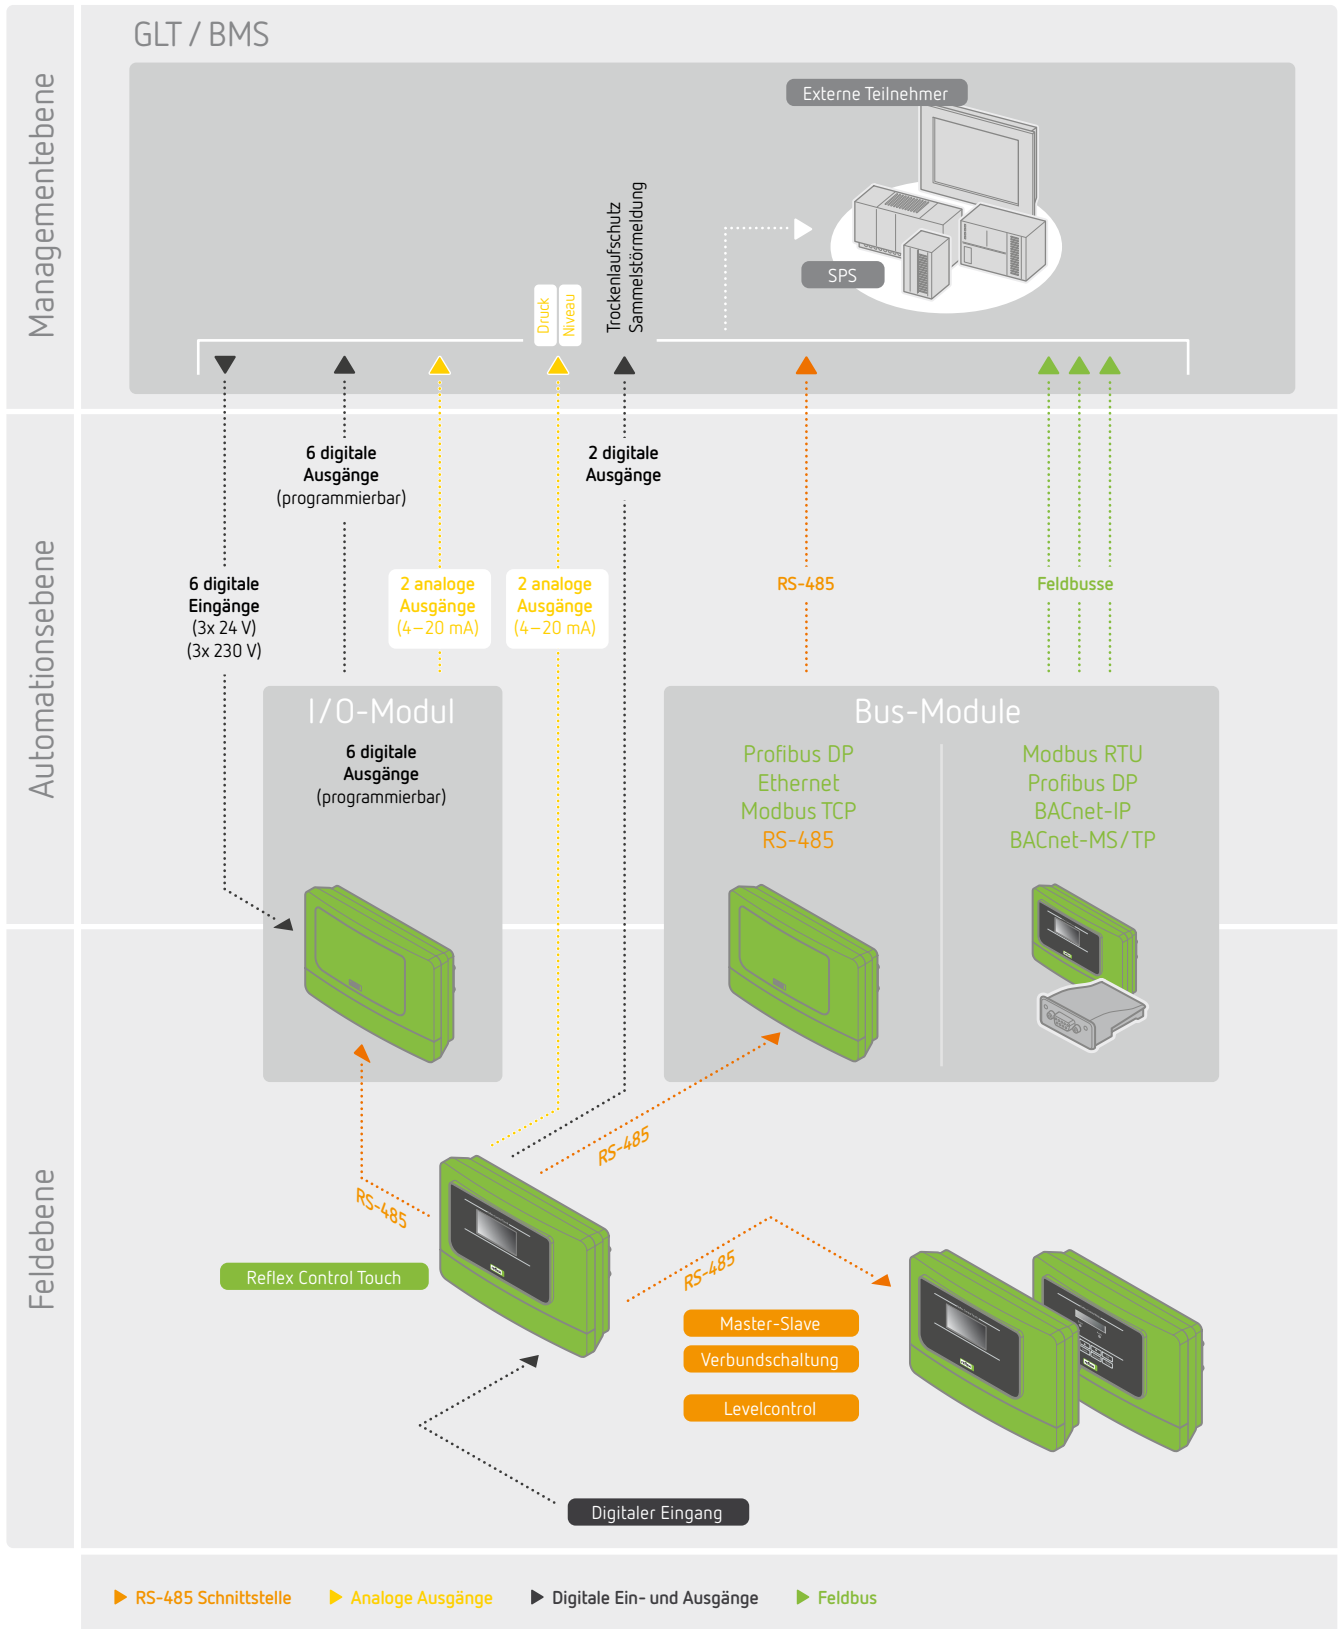 GLT / BMS
Managementebene
Externe Teilnehmer
SPS
Druck
Niveau
Trockenlaufschutz
Sammelstörmeldung
Automationsebene
6 digitale
Ausgänge
(programmierbar)
2 digitale
Ausgänge
6 digitale
Eingänge
(3x 24 V)
(3x 230 V)
2 analoge
Ausgänge
(4–20 mA)
2 analoge
Ausgänge
(4–20 mA)
RS-485
Feldbusse
I/O-Modul
6 digitale
Ausgänge
(programmierbar)
Bus-Module
Profibus DP
Ethernet
Modbus TCP
RS-485
Modbus RTU
Profibus DP
BACnet-IP
BACnet-MS/TP
Feldebene
RS-485
RS-485
RS-485
Reflex Control Touch
Master-Slave
Verbundschaltung
Levelcontrol
Digitaler Eingang
RS-485 Schnittstelle
Analoge Ausgänge
Digitale Ein- und Ausgänge
Feldbus